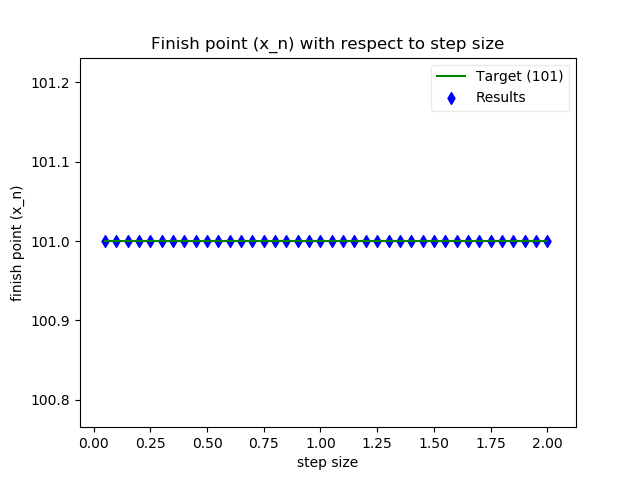 Finish point (x_n) with respect to step size
Target (101)
Results
101.2
101.1
101.0
100.9
100.8
finish point (x_n)
0.00 0.25 0.50 0.75 1.00 1.25 1.50 1.75 2.00
step size